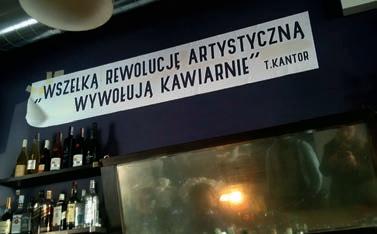 „WSZELKĄ REWOLUCJĘ ARTYSTYCZNĄ
WYWOŁUJĄ KAWIARNIE” T.KANTOR